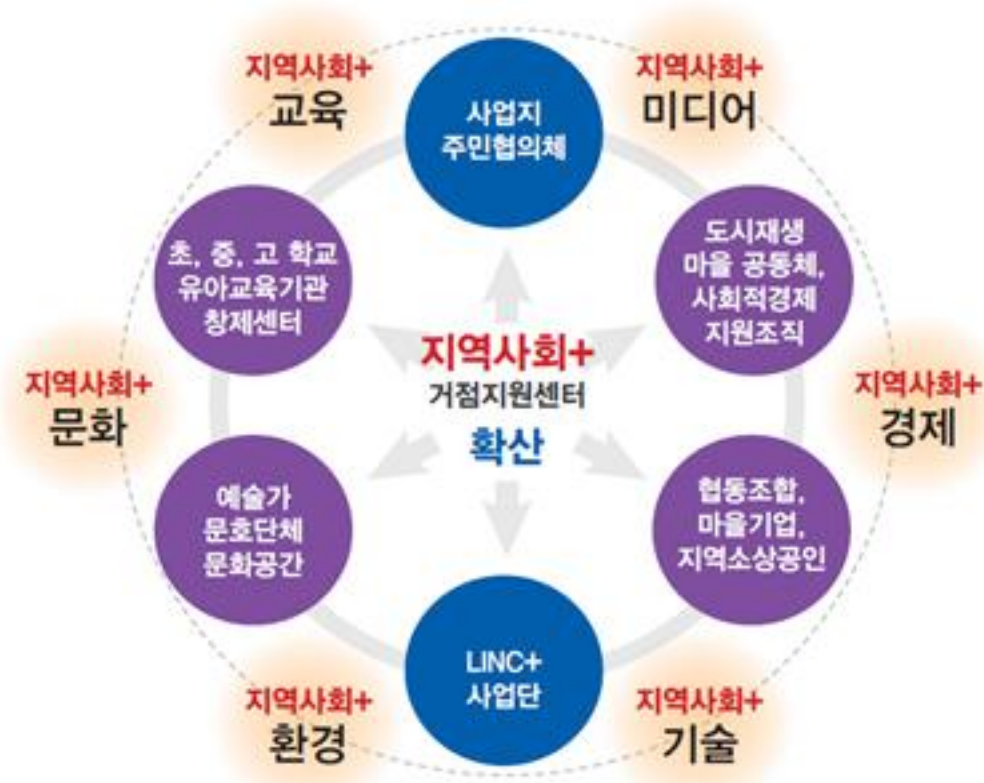 지역사회+
교육
지역사회+
미디어
사업지
주민협의체
초, 중, 고 학교
유아교육기관
창제센터
도시재생
마을 공동체,
사회적경제
지원조직
지역사회+
거점지원센터
확산
지역사회+
문화
지역사회+
경제
예술가
문호단체
문화공간
협동조합,
마을기업,
지역소상공인
LINC+
사업단
지역사회+
환경
지역사회+
기술